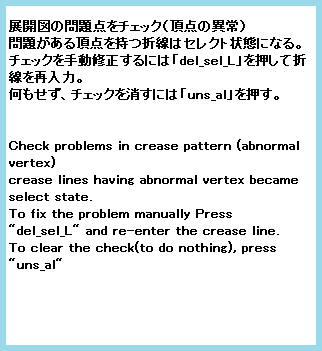 展開図の問題点をチェック（頂点の異常）
問題がある頂点を持つ折線はセレクト状態になる。
チェックを手動修正するには「del_sel_L」を押して折
線を再入力。
何もせず、チェックを消すには「uns_al」を押す。
Check problems in crease pattern (abnormal
vertex)
crease lines having abnormal vertex became
select state.
To fix the problem manually Press
"del_sel_L" and re-enter the crease line.
To clear the check(to do nothing), press
"uns_al"